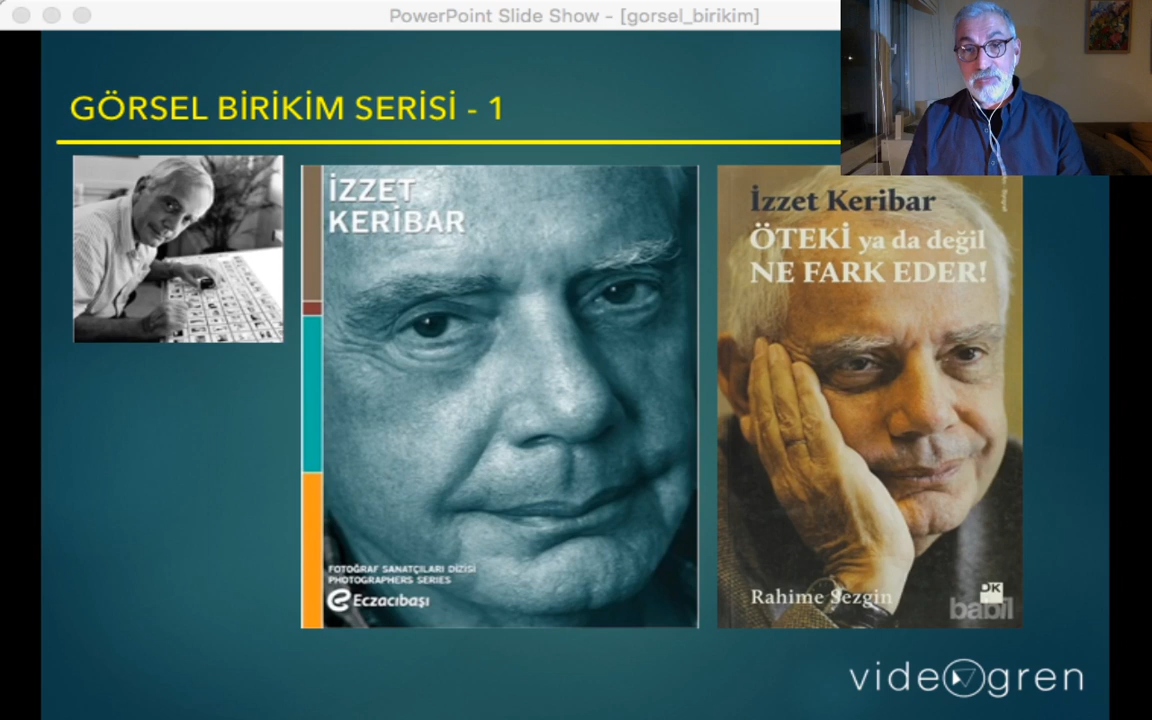 PowerPoint Slide Show - [gorsel_birikim]
GÖRSEL BİRİKİM SERİSİ - 1
İZZET
KERİBAR
FOTOĞRAF SANATÇILARI DİZİSİ
PHOTOGRAPHERS SERIES
Eczacıbaşı
İzzet Keribar
ÖTEKİ ya da değil
NE FARK EDER!
Rahime Sezgin
DK
babil
videogren